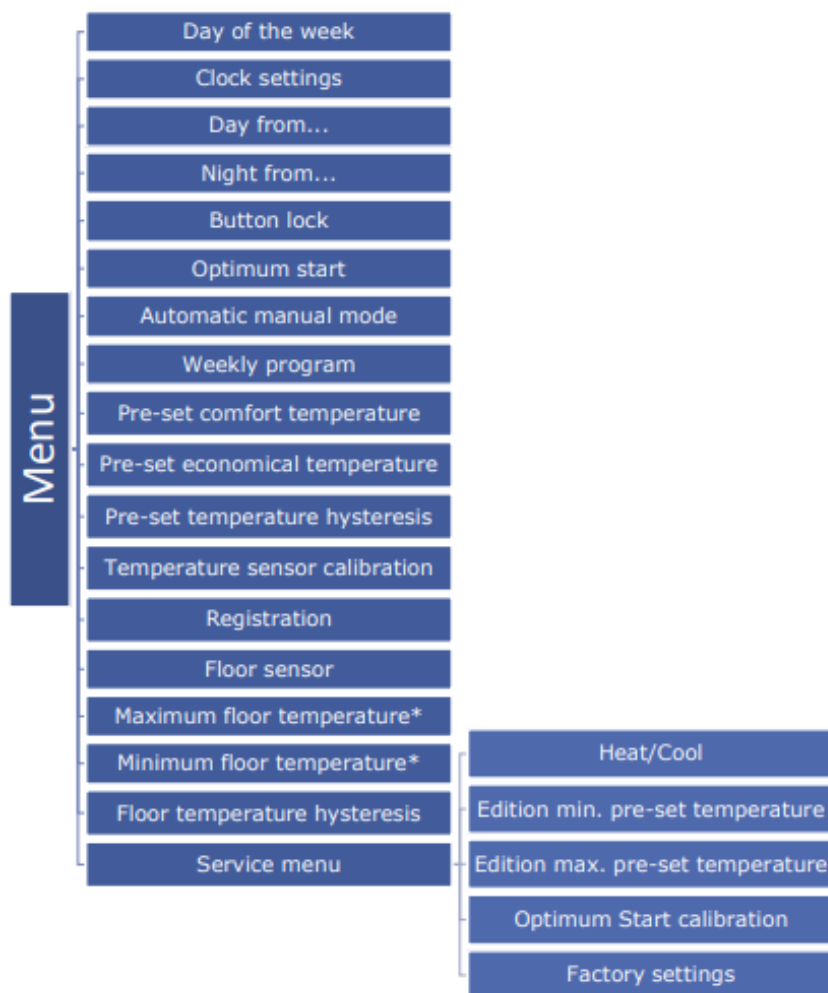 Menu
Day of the week
Clock settings
Day from...
Night from...
Button lock
Optimum start
Automatic manual mode
Weekly program
Pre-set comfort temperature
Pre-set economical temperature
Pre-set temperature hysteresis
Temperature sensor calibration
Registration
Floor sensor
Maximum floor temperature*
Minimum floor temperature*
Floor temperature hysteresis
Service menu
Heat/Cool
Edition min. pre-set temperature
Edition max. pre-set temperature
Optimum Start calibration
Factory settings